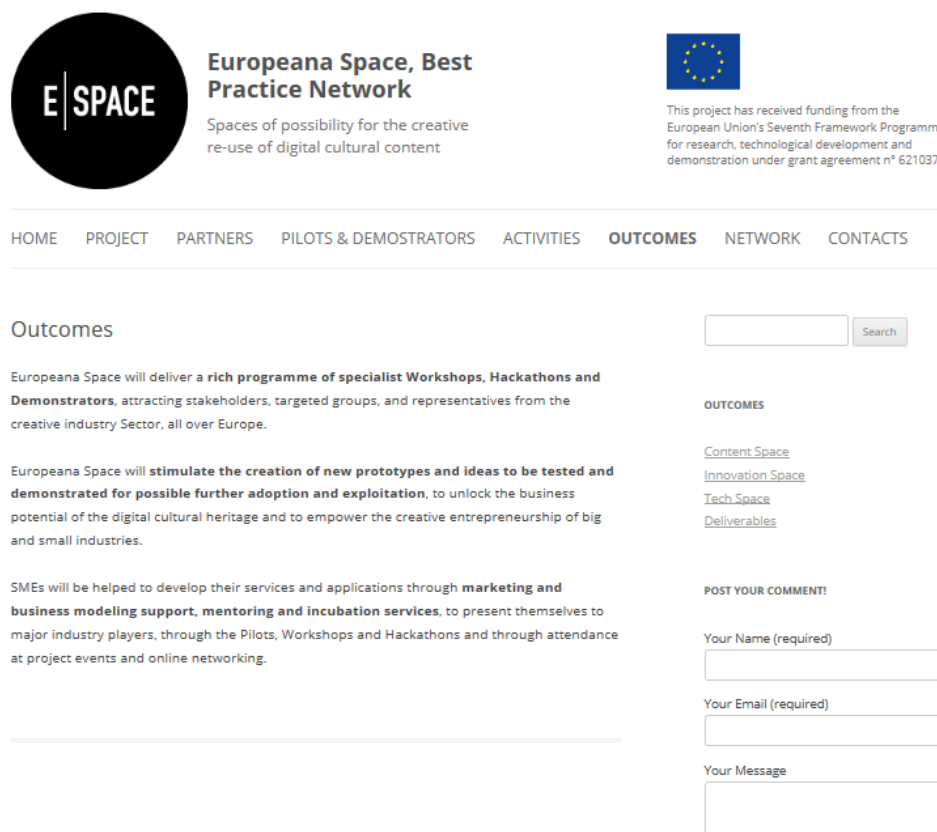 E|SPACE
Europeana Space, Best
Practice Network
Spaces of possibility for the creative
re-use of digital cultural content
This project has received funding from the
European Union's Seventh Framework Programm
for research, technological development and
demonstration under grant agreement n° 621037
HOME PROJECT PARTNERS PILOTS & DEMOSTRATORS ACTIVITIES OUTCOMES NETWORK CONTACTS
Outcomes
Europeana Space will deliver a rich programme of specialist Workshops, Hackathons and
Demonstrators, attracting stakeholders, targeted groups, and representatives from the
creative industry Sector, all over Europe.
Europeana Space will stimulate the creation of new prototypes and ideas to be tested and
demonstrated for possible further adoption and exploitation, to unlock the business
potential of the digital cultural heritage and to empower the creative entrepreneurship of big
and small industries.
SMEs will be helped to develop their services and applications through marketing and
business modeling support, mentoring and incubation services, to present themselves to
major industry players, through the Pilots, Workshops and Hackathons and through attendance
at project events and online networking.
Search
OUTCOMES
Content Space
Innovation Space
Tech Space
Deliverables
POST YOUR COMMENT!
Your Name (required)
Your Email (required)
Your Message